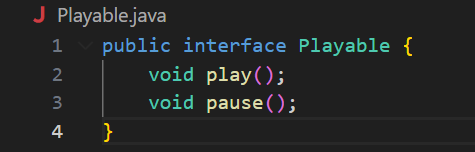 J Playable.java
1 public interface Playable {
2     void play();
3     void pause();
4 }